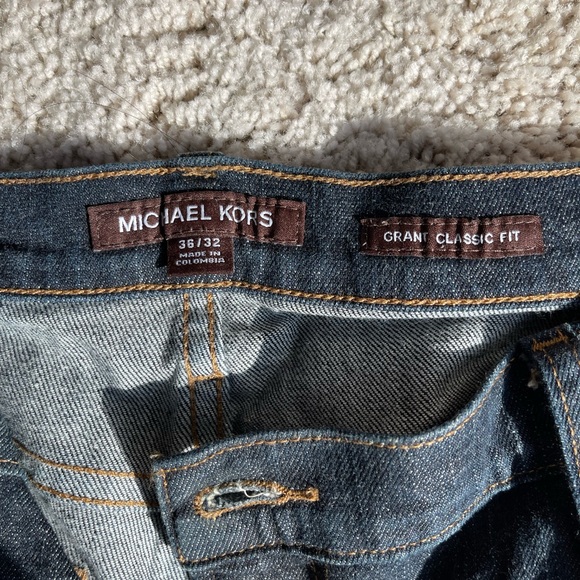 MICHAEL KORS
36/32
MADE IN
COLOMBIA
GRANT CLASSIC FIT